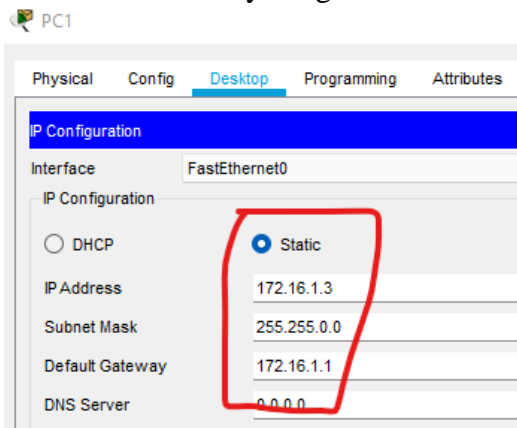 PC1
Physical Config Desktop Programming Attributes
IP Configuration
Interface FastEthernet0
IP Configuration
DHCP Static
IP Address 172.16.1.3
Subnet Mask 255.255.0.0
Default Gateway 172.16.1.1
DNS Server 0.0.0.0